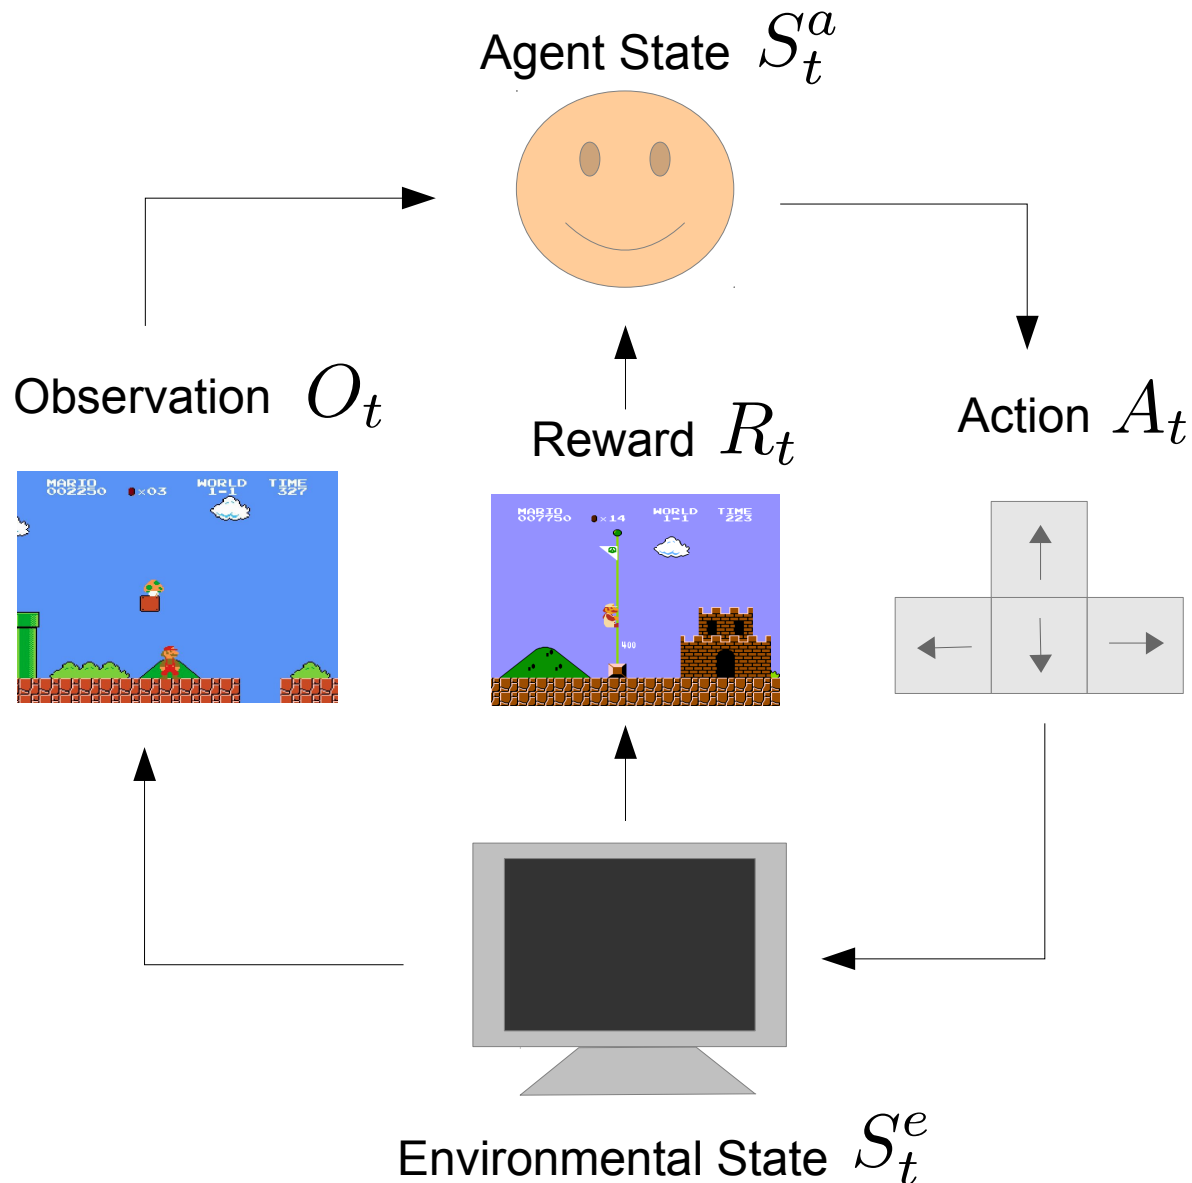 Agent State S_t^a
Observation O_t
Reward R_t
Action A_t
MARIO WORLD TIME
002250 ×03 1-1 327
MARIO WORLD TIME
007750 ×14 1-1 223
400
Environmental State S_t^e